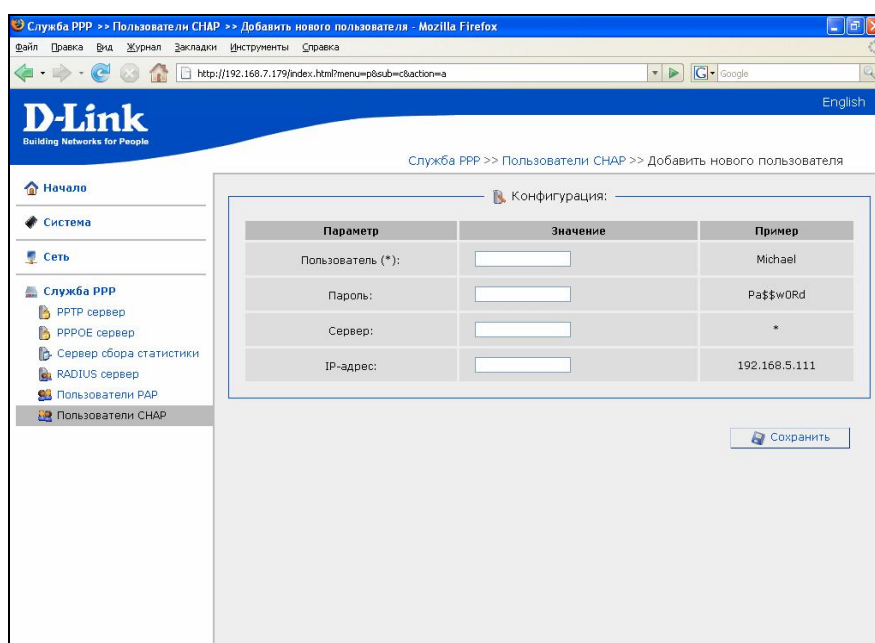 Служба PPP >> Пользователи CHAP >> Добавить нового пользователя - Mozilla Firefox
Файл Правка Вид Журнал Закладки Инструменты Справка
http://192.168.7.179/index.html?menu=p&sub=c&action=a
G Google
English
D-Link
Building Networks for People
Служба PPP >> Пользователи CHAP >> Добавить нового пользователя
Начало
Система
Сеть
Служба PPP
PPTP сервер
PPPOE сервер
Сервер сбора статистики
RADIUS сервер
Пользователи PAP
Пользователи CHAP
Конфигурация:
Параметр Значение Пример
Пользователь (*): Michael
Пароль: Pa$$w0Rd
Сервер: *
IP-адрес: 192.168.5.111
Сохранить